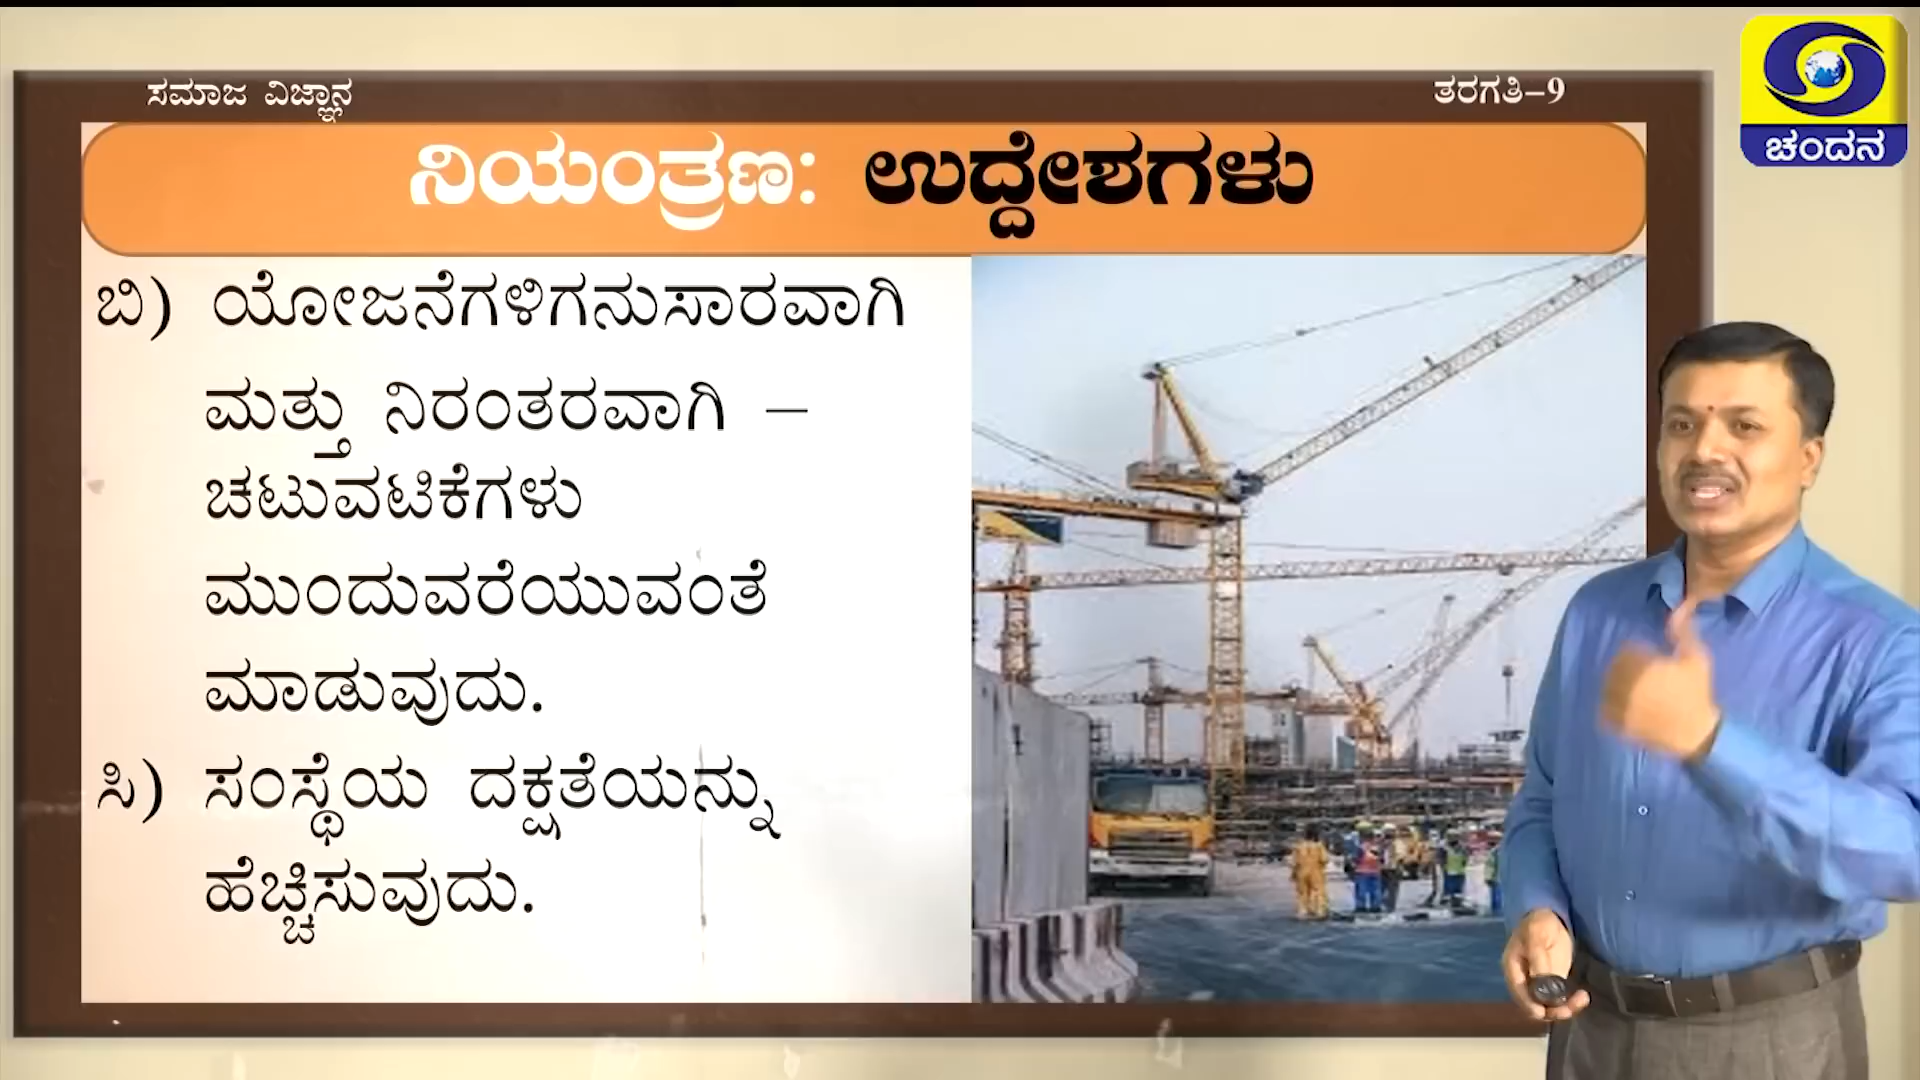 ಸಮಾಜ ವಿಜ್ಞಾನ
ತರಗತಿ-9
ಚಂದನ
ನಿಯಂತ್ರಣ: ಉದ್ದೇಶಗಳು
ಬಿ) ಯೋಜನೆಗಳಿಗನುಸಾರವಾಗಿ
ಮತ್ತು ನಿರಂತರವಾಗಿ –
ಚಟುವಟಿಕೆಗಳು
ಮುಂದುವರೆಯುವಂತೆ
ಮಾಡುವುದು.
ಸಿ) ಸಂಸ್ಥೆಯ ದಕ್ಷತೆಯನ್ನು
ಹೆಚ್ಚಿಸುವುದು.